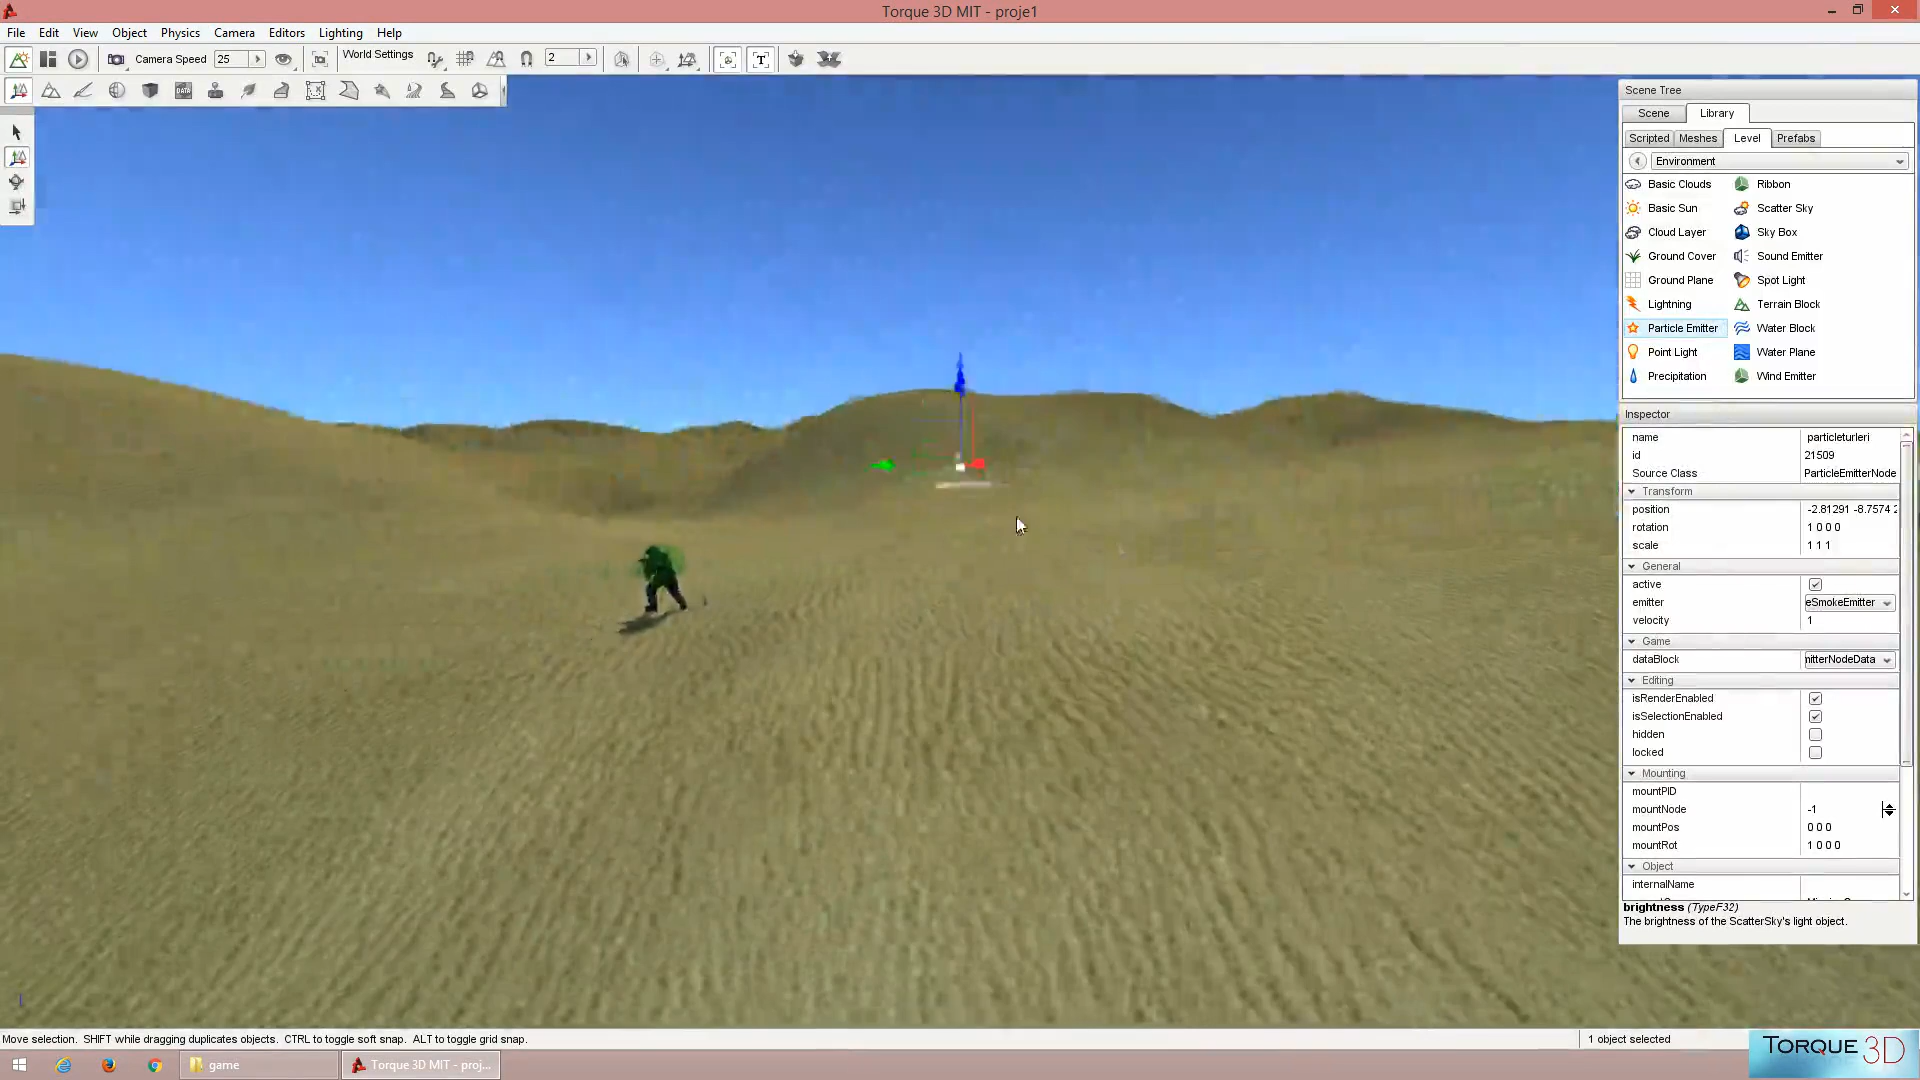 Torque 3D MIT - proje1
File Edit View Object Physics Camera Editors Lighting Help
Camera Speed 25 World Settings 2
T
DATA
Scene Tree
Scene Library
Scripted Meshes Level Prefabs
Environment
Basic Clouds Ribbon
Basic Sun Scatter Sky
Cloud Layer Sky Box
Ground Cover Sound Emitter
Ground Plane Spot Light
Lightning Terrain Block
Particle Emitter Water Block
Point Light Water Plane
Precipitation Wind Emitter
Inspector
name particleturleri
id 21509
Source Class ParticleEmitterNode
Transform
position -2.81291 -8.7574 2
rotation 1 0 0 0
scale 1 1 1
General
active
emitter eSmokeEmitter
velocity 1
Game
dataBlock nitterNodeData
Editing
isRenderEnabled
isSelectionEnabled
hidden
locked
Mounting
mountPID
mountNode -1
mountPos 0 0 0
mountRot 1 0 0 0
Object
internalName
brightness (TypeF32)
The brightness of the ScatterSky's light object.
Move selection. SHIFT while dragging duplicates objects. CTRL to toggle soft snap. ALT to toggle grid snap.
1 object selected
game
Torque 3D MIT - proj...
TORQUE 3D